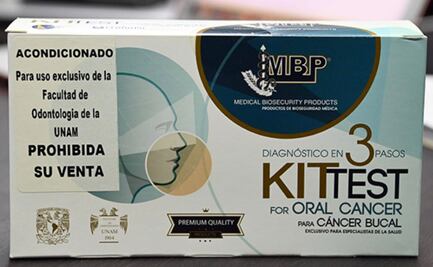 ACONDICIONADO
Para uso exclusivo de la
Facultad de
Odontología de la
UNAM
PROHIBIDA
SU VENTA
MBP
MEDICAL BIOSECURITY PRODUCTS
PRODUCTOS DE BIOSEGURIDAD MÉDICA
DIAGNÓSTICO EN 3 PASOS
KITTEST
FOR ORAL CANCER
PARA CÁNCER BUCAL
EXCLUSIVO PARA ESPECIALISTAS DE LA SALUD
UNAM
1904
PREMIUM QUALITY